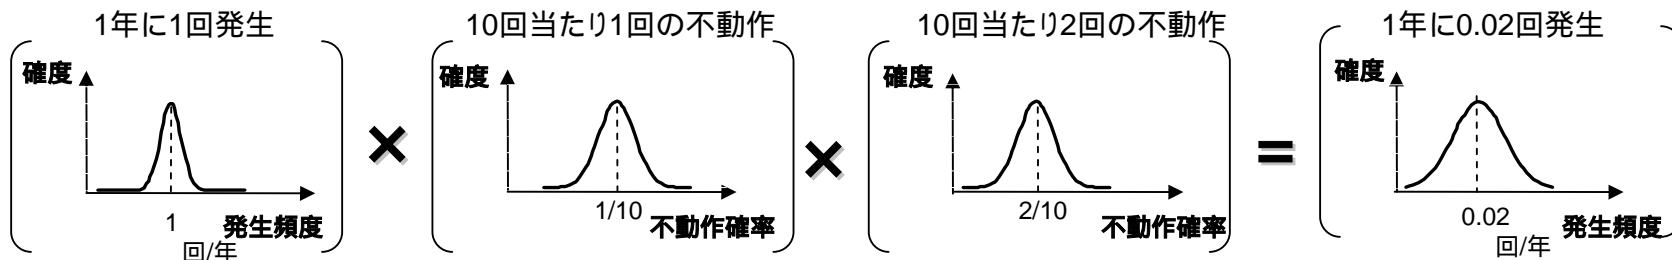 1年に1回発生
確度
1
回/年
発生頻度
×
10回当たり1回の不動作
確度
1/10
不動作確率
×
10回当たり2回の不動作
確度
2/10
不動作確率
=
1年に0.02回発生
確度
0.02
回/年
発生頻度